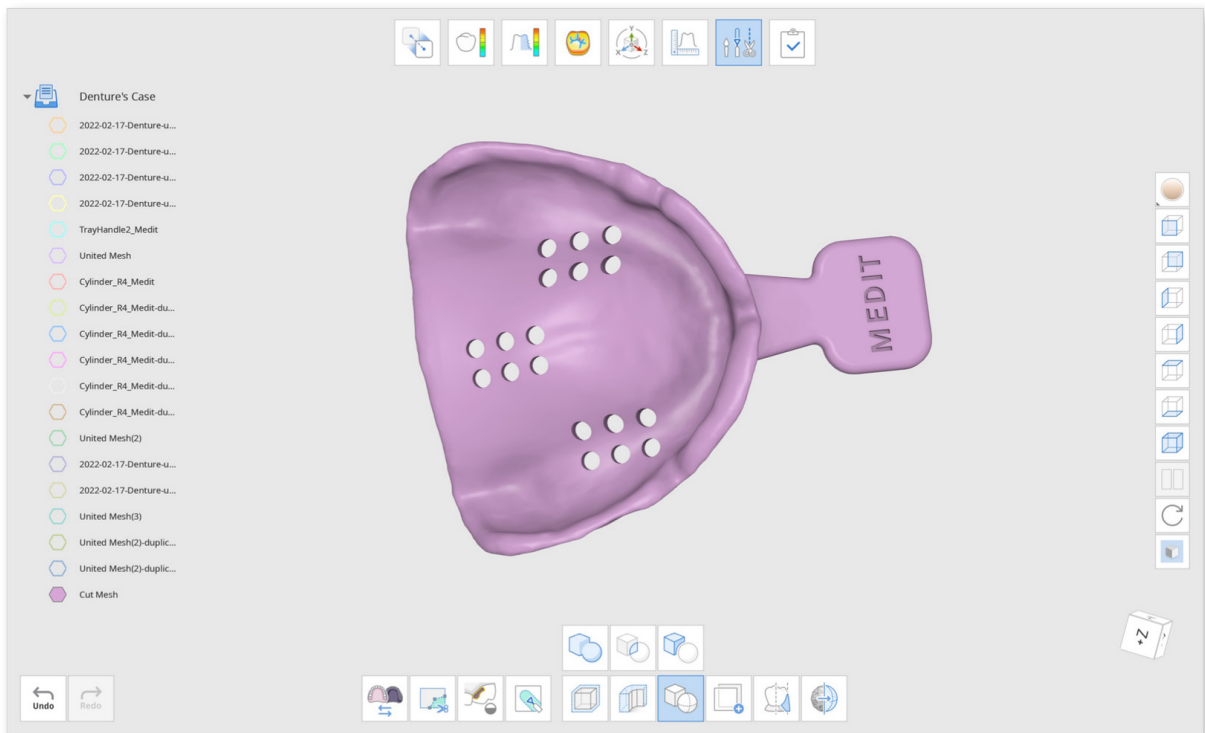 Denture's Case
2022-02-17-Denture-u...
2022-02-17-Denture-u...
2022-02-17-Denture-u...
2022-02-17-Denture-u...
TrayHandle2_Medit
United Mesh
Cylinder_R4_Medit
Cylinder_R4_Medit-du...
Cylinder_R4_Medit-du...
Cylinder_R4_Medit-du...
Cylinder_R4_Medit-du...
Cylinder_R4_Medit-du...
United Mesh(2)
2022-02-17-Denture-u...
2022-02-17-Denture-u...
United Mesh(3)
United Mesh(2)-duplic...
United Mesh(2)-duplic...
Cut Mesh
MEDIT
Y
X
Z
+Z
Undo
Redo